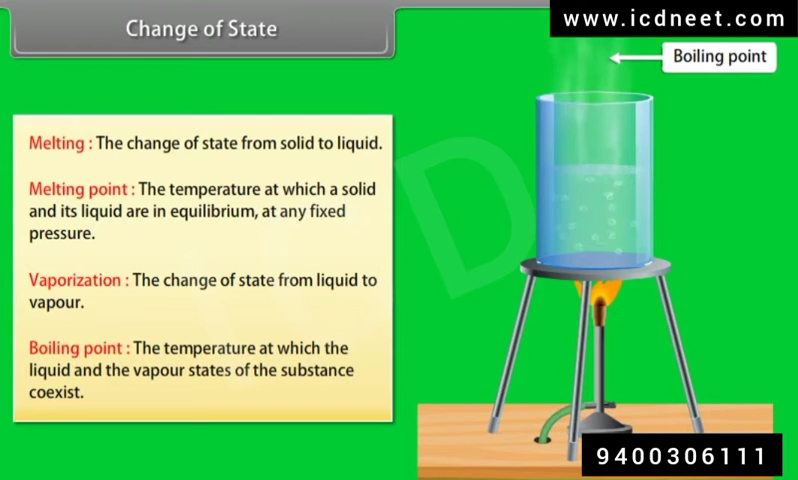 www.icdneet.com
Change of State
Boiling point
Melting : The change of state from solid to liquid.
Melting point : The temperature at which a solid
and its liquid are in equilibrium, at any fixed
pressure.
Vaporization : The change of state from liquid to
vapour.
Boiling point : The temperature at which the
liquid and the vapour states of the substance
coexist.
ICD
9400306111